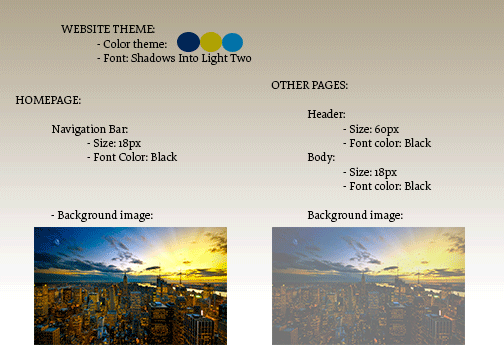 WEBSITE THEME:
- Color theme:
- Font: Shadows Into Light Two
HOMEPAGE:
Navigation Bar:
- Size: 18px
- Font Color: Black
- Background image:
OTHER PAGES:
Header:
- Size: 60px
- Font color: Black
Body:
- Size: 18px
- Font color: Black
Background image: